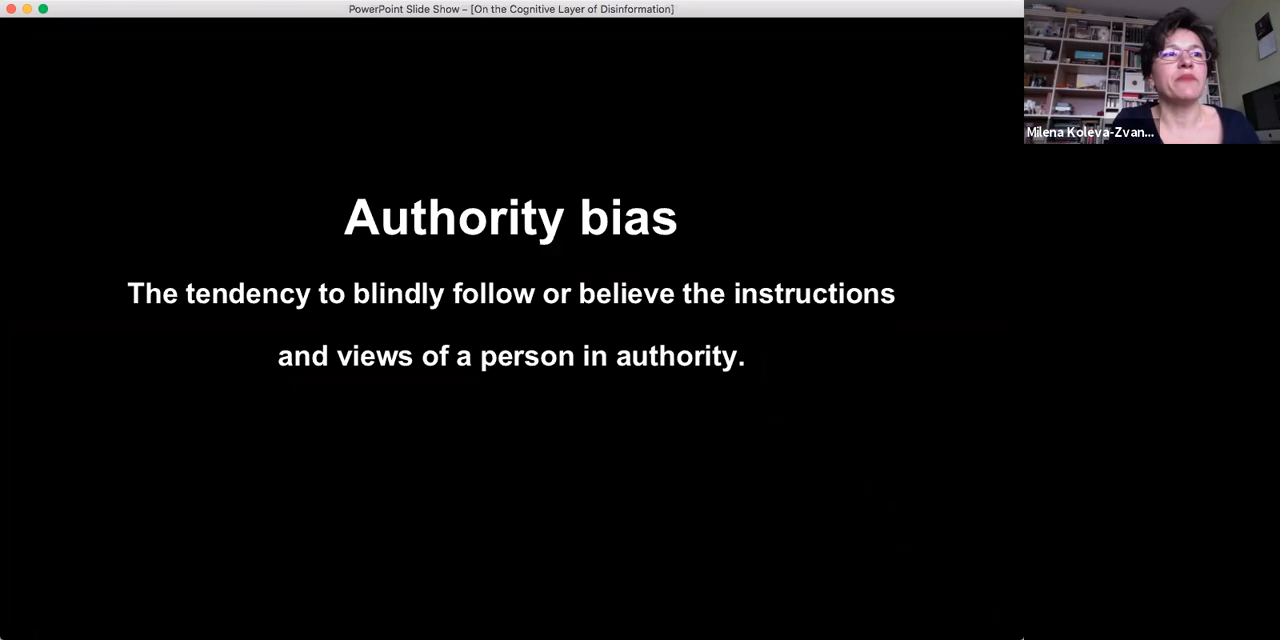 PowerPoint Slide Show – [On the Cognitive Layer of Disinformation]
Milena Koleva-Zvan...
Authority bias
The tendency to blindly follow or believe the instructions
and views of a person in authority.